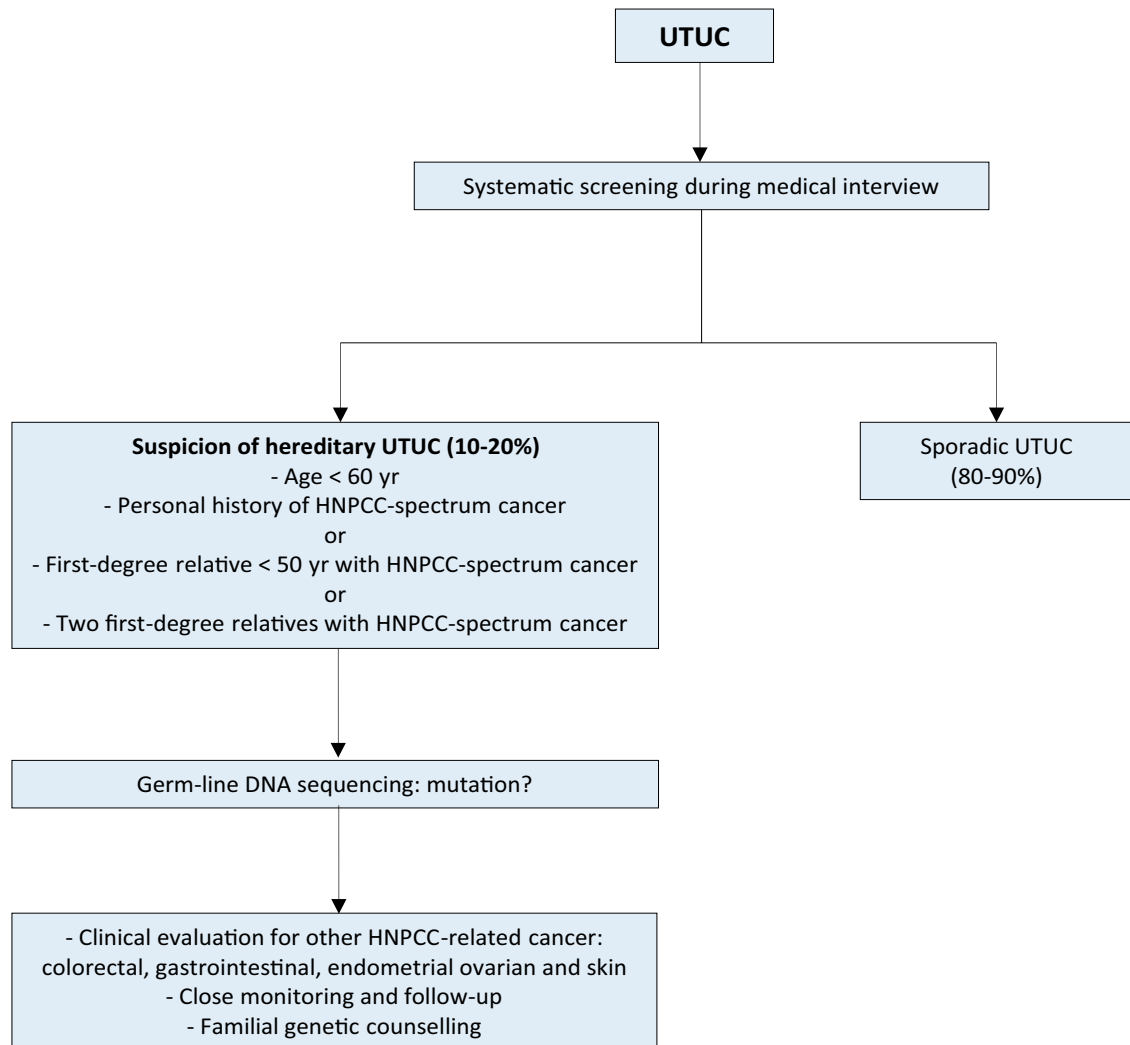 UTUC
Systematic screening during medical interview
Suspicion of hereditary UTUC (10-20%)
- Age < 60 yr
- Personal history of HNPCC-spectrum cancer
or
- First-degree relative < 50 yr with HNPCC-spectrum cancer
or
- Two first-degree relatives with HNPCC-spectrum cancer
Sporadic UTUC
(80-90%)
Germ-line DNA sequencing: mutation?
- Clinical evaluation for other HNPCC-related cancer:
colorectal, gastrointestinal, endometrial ovarian and skin
- Close monitoring and follow-up
- Familial genetic counselling